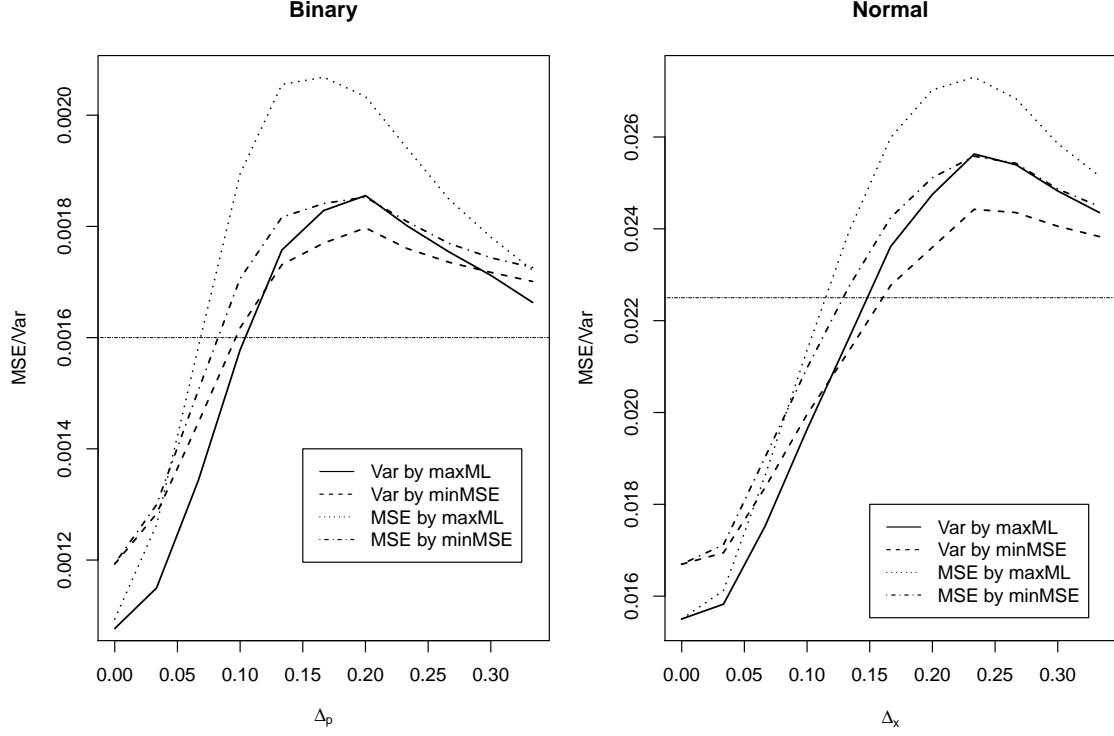 Binary
MSE/Var
0.0020
0.0018
0.0016
0.0014
0.0012
0.00 0.05 0.10 0.15 0.20 0.25 0.30
Δp
Var by maxML
Var by minMSE
MSE by maxML
MSE by minMSE
Normal
MSE/Var
0.026
0.024
0.022
0.020
0.018
0.016
0.00 0.05 0.10 0.15 0.20 0.25 0.30
Δx
Var by maxML
Var by minMSE
MSE by maxML
MSE by minMSE